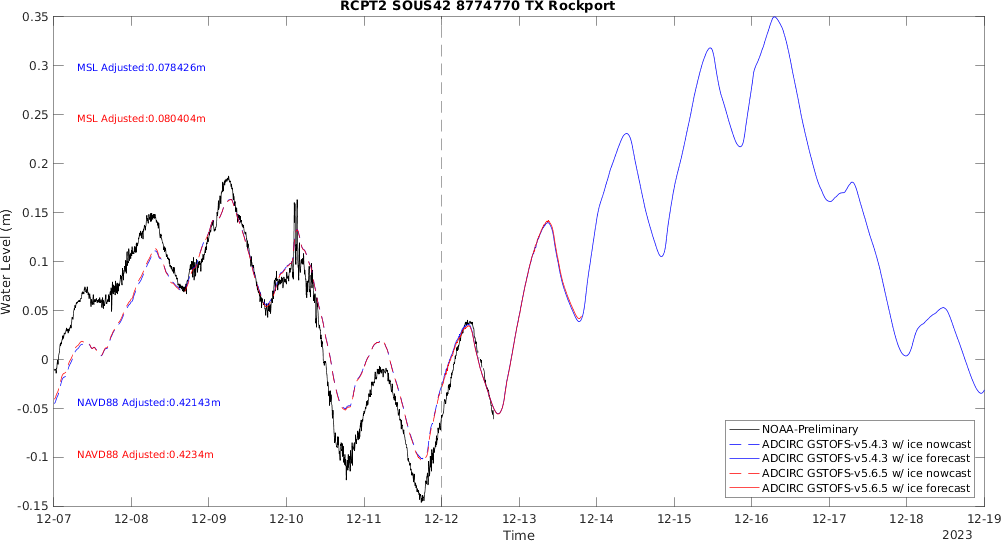 RCPT2 SOUS42 8774770 TX Rockport
0.35
0.3
0.25
0.2
0.15
0.1
0.05
0
-0.05
-0.1
-0.15
Water Level (m)
MSL Adjusted:0.078426m
MSL Adjusted:0.080404m
NAVD88 Adjusted:0.42143m
NAVD88 Adjusted:0.4234m
NOAA-Preliminary
ADCIRC GSTOFS-v5.4.3 w/ ice nowcast
ADCIRC GSTOFS-v5.4.3 w/ ice forecast
ADCIRC GSTOFS-v5.6.5 w/ ice nowcast
ADCIRC GSTOFS-v5.6.5 w/ ice forecast
12-07 12-08 12-09 12-10 12-11 12-12 12-13 12-14 12-15 12-16 12-17 12-18 12-19
Time
2023